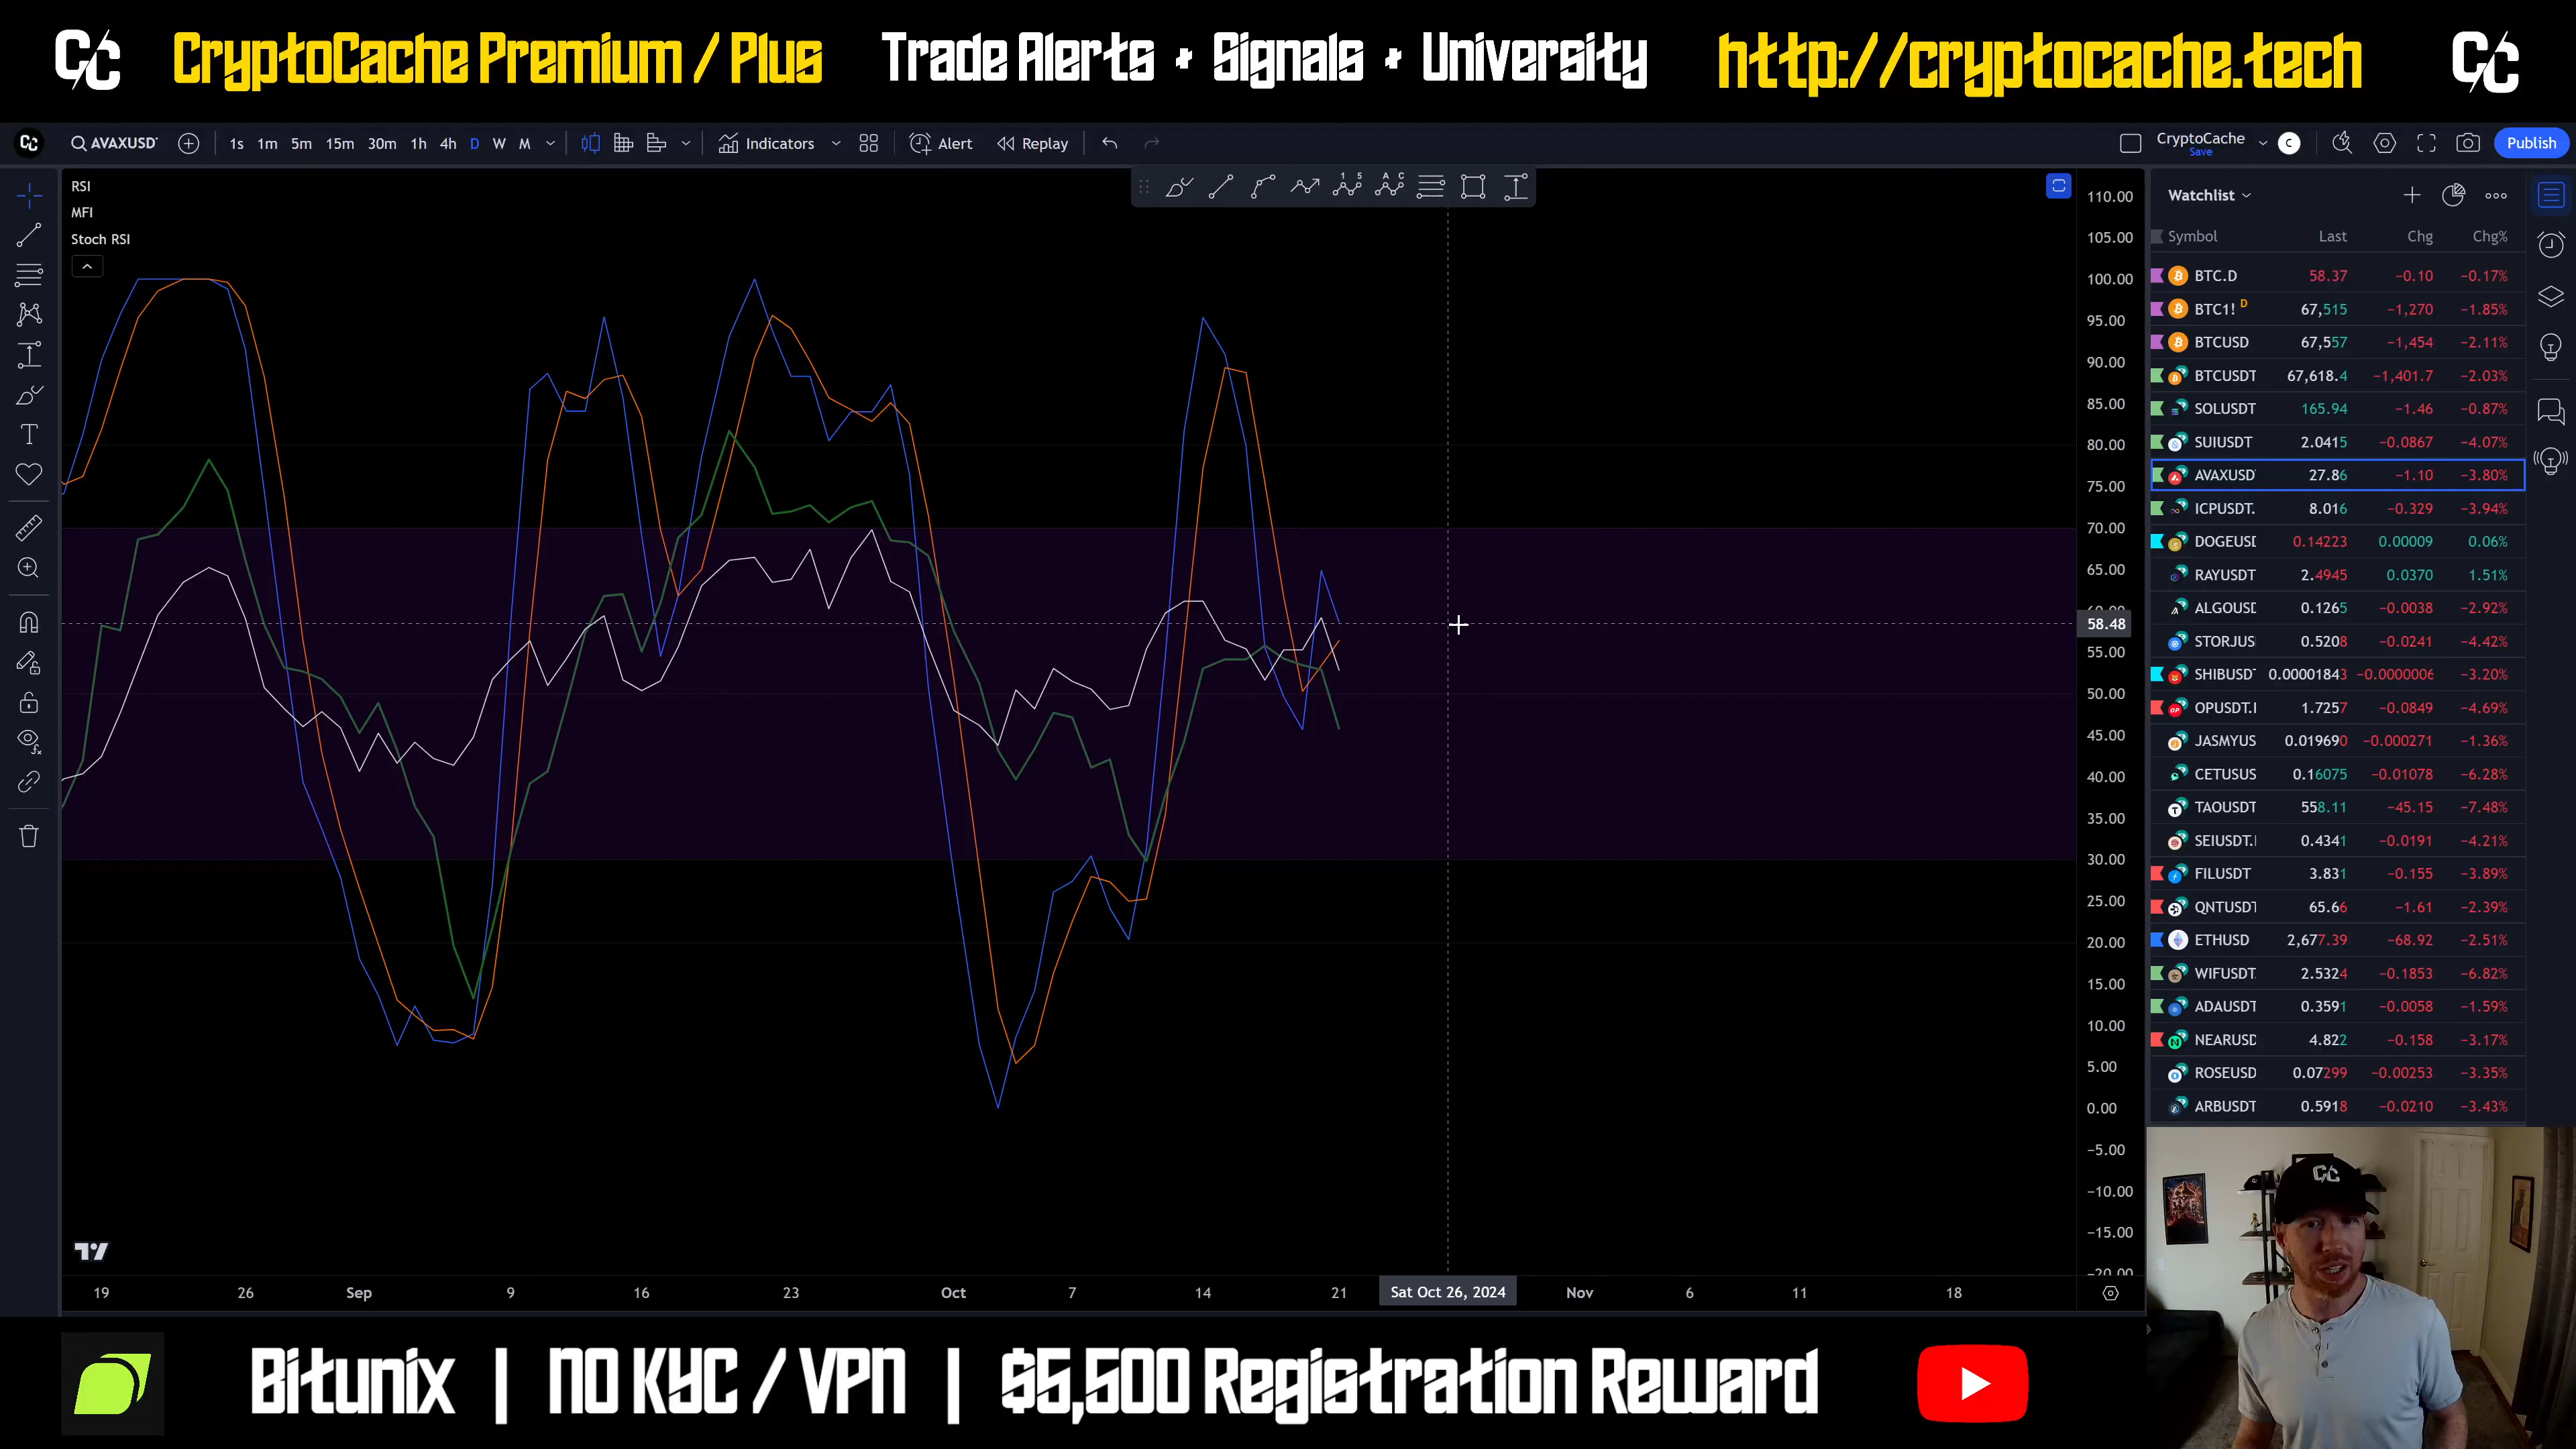 CC CryptoCache Premium / Plus Trade Alerts + Signals + University http://cryptocache.tech CC
AVAXUSD 1s 1m 5m 15m 30m 1h 4h D W M Indicators Alert Replay CryptoCache Save C Publish
RSI
MFI
Stoch RSI
110.00
105.00
100.00
95.00
90.00
85.00
80.00
75.00
70.00
65.00
58.48
55.00
50.00
45.00
40.00
35.00
30.00
25.00
20.00
15.00
10.00
5.00
0.00
−5.00
−10.00
−15.00
−20.00
19 26 Sep 9 16 23 Oct 7 14 21 Sat Oct 26, 2024 Nov 6 11 18
Watchlist
Symbol Last Chg Chg%
BTC.D 58.37 −0.10 −0.17%
BTC1! D 67,515 −1,270 −1.85%
BTCUSD 67,557 −1,454 −2.11%
BTCUSDT 67,618.4 −1,401.7 −2.03%
SOLUSDT 165.94 −1.46 −0.87%
SUIUSDT 2.0415 −0.0867 −4.07%
AVAXUSD 27.86 −1.10 −3.80%
ICPUSDT. 8.016 −0.329 −3.94%
DOGEUSD 0.14223 0.00009 0.06%
RAYUSDT 2.4945 0.0370 1.51%
ALGOUSD 0.1265 −0.0038 −2.92%
STORJUS 0.5208 −0.0241 −4.42%
SHIBUSDT 0.00001843 −0.0000006 −3.20%
OPUSDT.I 1.7257 −0.0849 −4.69%
JASMYUS 0.019690 −0.000271 −1.36%
CETUSUS 0.16075 −0.01078 −6.28%
TAOUSDT 558.11 −45.15 −7.48%
SEIUSDT.I 0.4341 −0.0191 −4.21%
FILUSDT 3.831 −0.155 −3.89%
QNTUSDT 65.66 −1.61 −2.39%
ETHUSD 2,677.39 −68.92 −2.51%
WIFUSDT. 2.5324 −0.1853 −6.82%
ADAUSDT 0.3591 −0.0058 −1.59%
NEARUSD 4.822 −0.158 −3.17%
ROSEUSD 0.07299 −0.00253 −3.35%
ARBUSDT 0.5918 −0.0210 −3.43%
CC
Bitunix | NO KYC / VPN | $5,500 Registration Reward